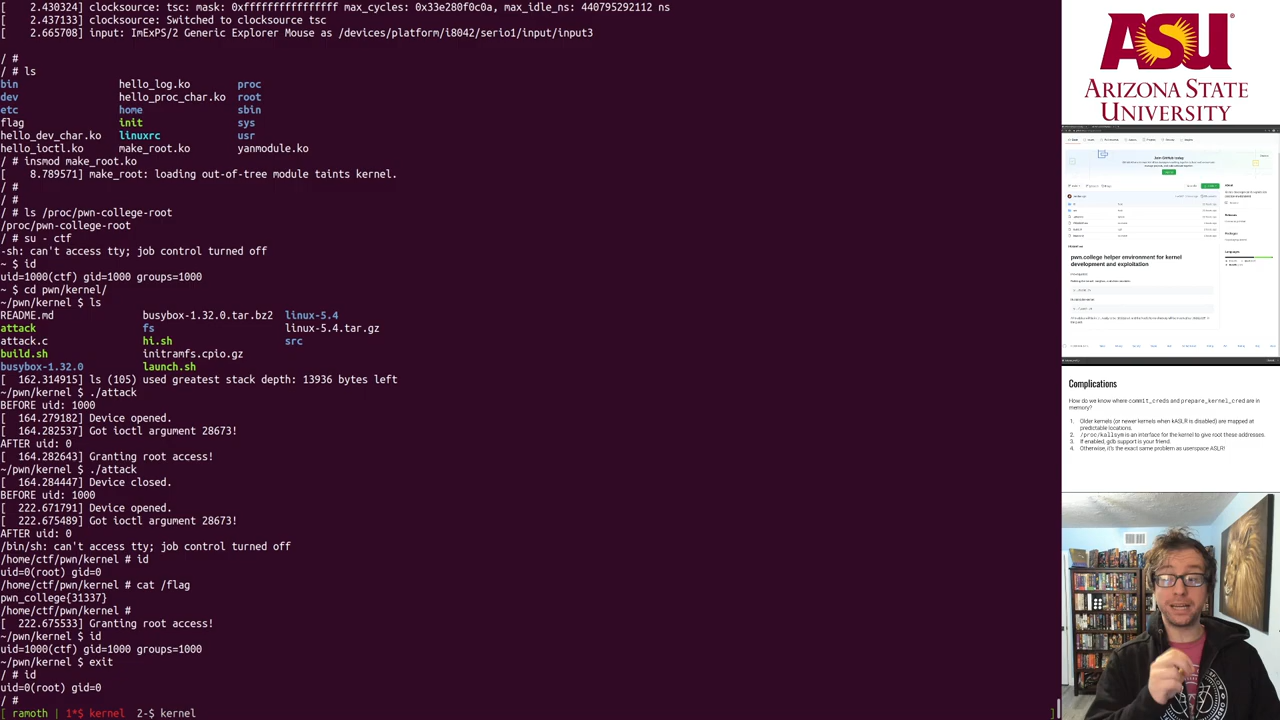 [    2.430324] clocksource: tsc: mask: 0xffffffffffffffff max_cycles: 0x33e280f0c0a, max_idle_ns: 440795292112 ns
[    2.437133] clocksource: Switched to clocksource tsc
[    2.665708] input: ImExPS/2 Generic Explorer Mouse as /devices/platform/i8042/serio1/input/input3
/ #
/ # ls
bin hello_log.ko proc
dev hello_proc_char.ko root
etc home sbin
flag init sys
hello_dev_char.ko linuxrc usr
hello_ioctl.ko make_root.ko yanmodule.ko
/ # insmod make_root.ko
[    9.
] make_root: loading out-of-tree module taints kernel.
/ #
/ # ls /proc/pwn-college-root
/ # su - ctf
-sh: can't access tty; job control turned off
~ $ id
uid=1000(ctf) gid=1000 groups=1000
~ $ cd pwn/kernel/
~/pwn/kernel $ ls
README.md busybox-1.32.0.tar.bz2 linux-5.4
attack fs linux-5.4.tar.gz
attack.c hi.sh src
build.sh initramfs.cpio.gz
busybox-1.32.0 launch.sh
[  162.314915] ls (105) used greatest stack depth: 13936 bytes left
~/pwn/kernel $ ./attack
BEFORE uid: 1000
[  164.279182] Device opened.
[  164.282537] Got ioctl argument 28673!
AFTER uid: 0
[  164.282643] Granting root access!
~/pwn/kernel $ ./attack
[  164.284447] Device closed.
BEFORE uid: 1000
[  222.671791] Device opened.
[  222.675489] Got ioctl argument 28673!
AFTER uid: 0
/bin/sh: can't access tty; job control turned off
/home/ctf/pwn/kernel # id
uid=0(root) gid=0
/home/ctf/pwn/kernel # cat /flag
pwn_college{31337}
/home/ctf/pwn/kernel #
[  222.675533] Granting root access!
~/pwn/kernel $ id
uid=1000(ctf) gid=1000 groups=1000
~/pwn/kernel $ exit
/ # id
uid=0(root) gid=0
/ #
[ ramoth | 1*$ kernel  2-$ kernel ]
ASU®
ARIZONA STATE
UNIVERSITY
Join GitHub today
pwn.college helper environment for kernel
development and exploitation
Complications
How do we know where commit_creds and prepare_kernel_cred are in
memory?
1. Older kernels (or newer kernels when kASLR is disabled) are mapped at
predictable locations.
2. /proc/kallsym is an interface for the kernel to give root these addresses.
3. If enabled, gdb support is your friend.
4. Otherwise, it's the exact same problem as userspace ASLR!